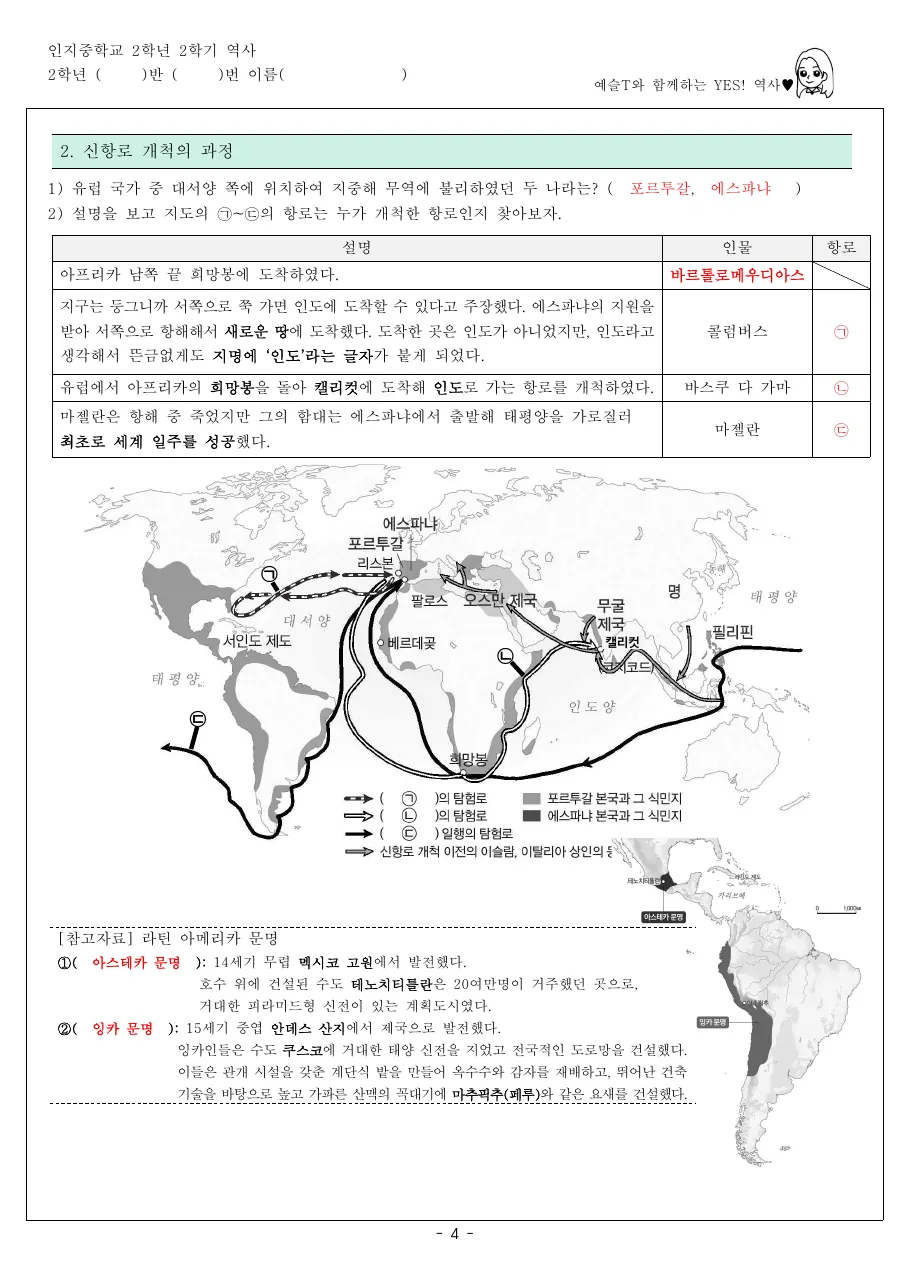 인지중학교 2학년 2학기 역사
2학년 (     )반 (     )번 이름(               )
예슬T와 함께하는 YES! 역사♥
2. 신항로 개척의 과정
1) 유럽 국가 중 대서양 쪽에 위치하여 지중해 무역에 불리하였던 두 나라는? (  포르투갈,  에스파냐   )
2) 설명을 보고 지도의 ㉠~㉢의 항로는 누가 개척한 항로인지 찾아보자.
설명 인물 항로
아프리카 남쪽 끝 희망봉에 도착하였다. 바르톨로메우디아스
지구는 둥그니까 서쪽으로 쭉 가면 인도에 도착할 수 있다고 주장했다. 에스파냐의 지원을
받아 서쪽으로 항해해서 새로운 땅에 도착했다. 도착한 곳은 인도가 아니었지만, 인도라고
생각해서 뜬금없게도 지명에 ‘인도’라는 글자가 붙게 되었다.
콜럼버스 ㉠
유럽에서 아프리카의 희망봉을 돌아 캘리컷에 도착해 인도로 가는 항로를 개척하였다. 바스쿠 다 가마 ㉡
마젤란은 항해 중 죽었지만 그의 함대는 에스파냐에서 출발해 태평양을 가로질러
최초로 세계 일주를 성공했다.
마젤란 ㉢
에스파냐
포르투갈
리스본
㉠
팔로스
오스만 제국
무굴
제국
명
동해
태평양
대서양
서인도 제도
베르데곶
㉡
캘리컷
(코지코드)
필리핀
태평양
인도양
㉢
희망봉
( ㉠ )의 탐험로
( ㉡ )의 탐험로
( ㉢ ) 일행의 탐험로
신항로 개척 이전의 이슬람, 이탈리아 상인의 동
포르투갈 본국과 그 식민지
에스파냐 본국과 그 식민지
테노치티틀란
서인도 제도
카리브해
아스테카 문명
0 1,000km
마추픽추
잉카 문명
[참고자료] 라틴 아메리카 문명
①(  아스테카 문명  ): 14세기 무렵 멕시코 고원에서 발전했다.
호수 위에 건설된 수도 테노치티틀란은 20여만명이 거주했던 곳으로,
거대한 피라미드형 신전이 있는 계획도시였다.
②(  잉카 문명  ): 15세기 중엽 안데스 산지에서 제국으로 발전했다.
잉카인들은 수도 쿠스코에 거대한 태양 신전을 지었고 전국적인 도로망을 건설했다.
이들은 관개 시설을 갖춘 계단식 밭을 만들어 옥수수와 감자를 재배하고, 뛰어난 건축
기술을 바탕으로 높고 가파른 산맥의 꼭대기에 마추픽추(페루)와 같은 요새를 건설했다.
- 4 -